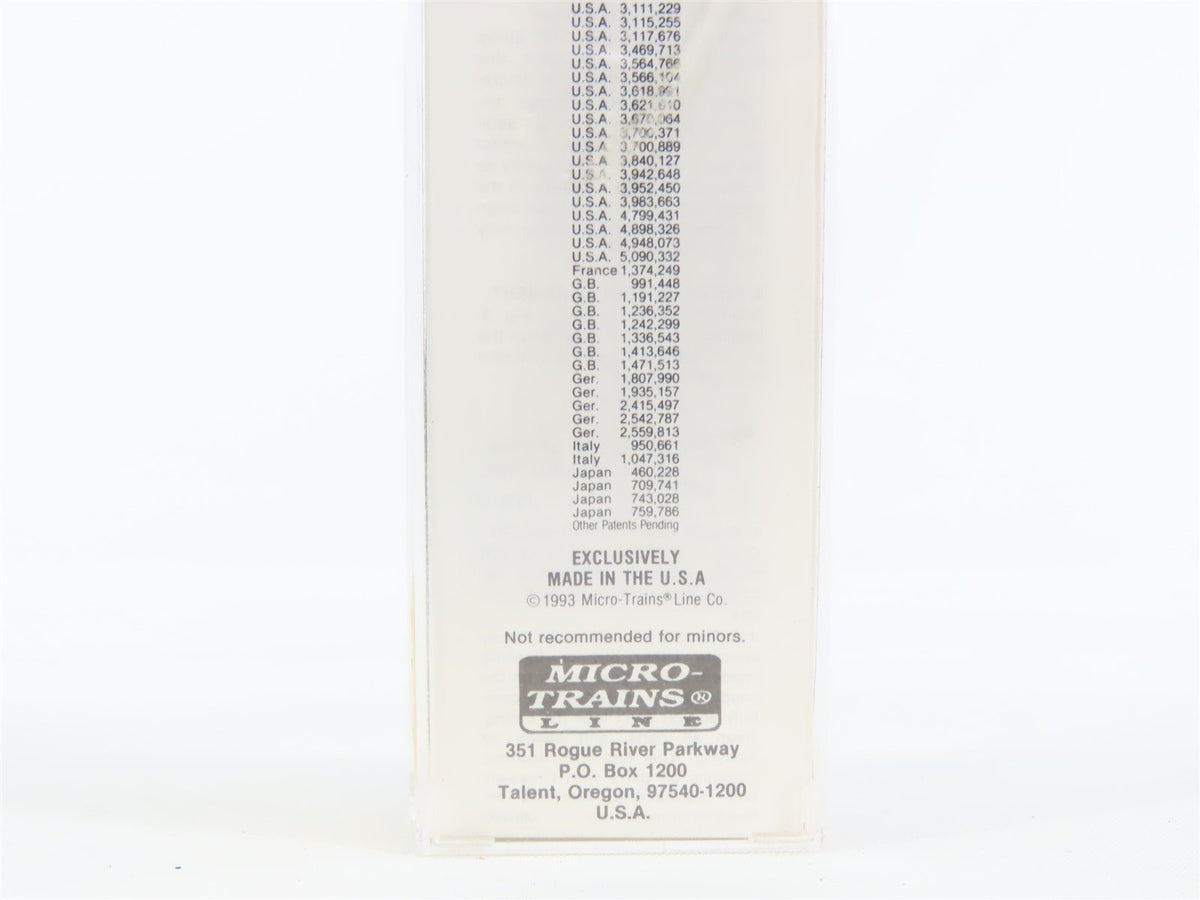 U.S.A. 3,111,229
U.S.A. 3,115,255
U.S.A. 3,117,676
U.S.A. 3,469,713
U.S.A. 3,564,766
U.S.A. 3,566,104
U.S.A. 3,618,991
U.S.A. 3,621,610
U.S.A. 3,670,064
U.S.A. 3,700,371
U.S.A. 3,700,889
U.S.A 3,840,127
U.S.A. 3,942,648
U.S.A. 3,952,450
U.S.A. 3,983,663
U.S.A. 4,799,431
U.S.A. 4,898,326
U.S.A. 4,948,073
U.S.A. 5,090,332
France 1,374,249
G.B. 991,448
G.B. 1,191,227
G.B. 1,236,352
G.B. 1,242,299
G.B. 1,336,543
G.B. 1,413,646
G.B. 1,471,513
Ger. 1,807,990
Ger. 1,935,157
Ger. 2,415,497
Ger. 2,542,787
Ger. 2,559,813
Italy 950,661
Italy 1,047,316
Japan 460,228
Japan 709,741
Japan 743,028
Japan 759,786
Other Patents Pending
EXCLUSIVELY
MADE IN THE U.S.A
©1993 Micro-Trains® Line Co.
Not recommended for minors.
MICRO-
TRAINS®
LINE
351 Rogue River Parkway
P.O. Box 1200
Talent, Oregon, 97540-1200
U.S.A.